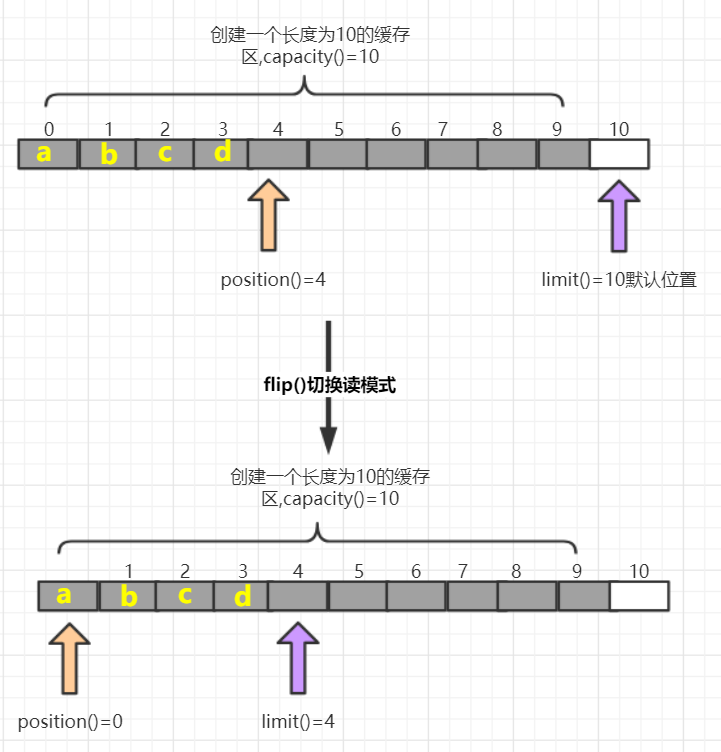 创建一个长度为10的缓存
区,capacity()=10
0 1 2 3 4 5 6 7 8 9 10
a b c d
position()=4 limit()=10默认位置
flip()切换读模式
创建一个长度为10的缓存
区,capacity()=10
1 2 3 4 5 6 7 8 9 10
a b c d
position()=0 limit()=4